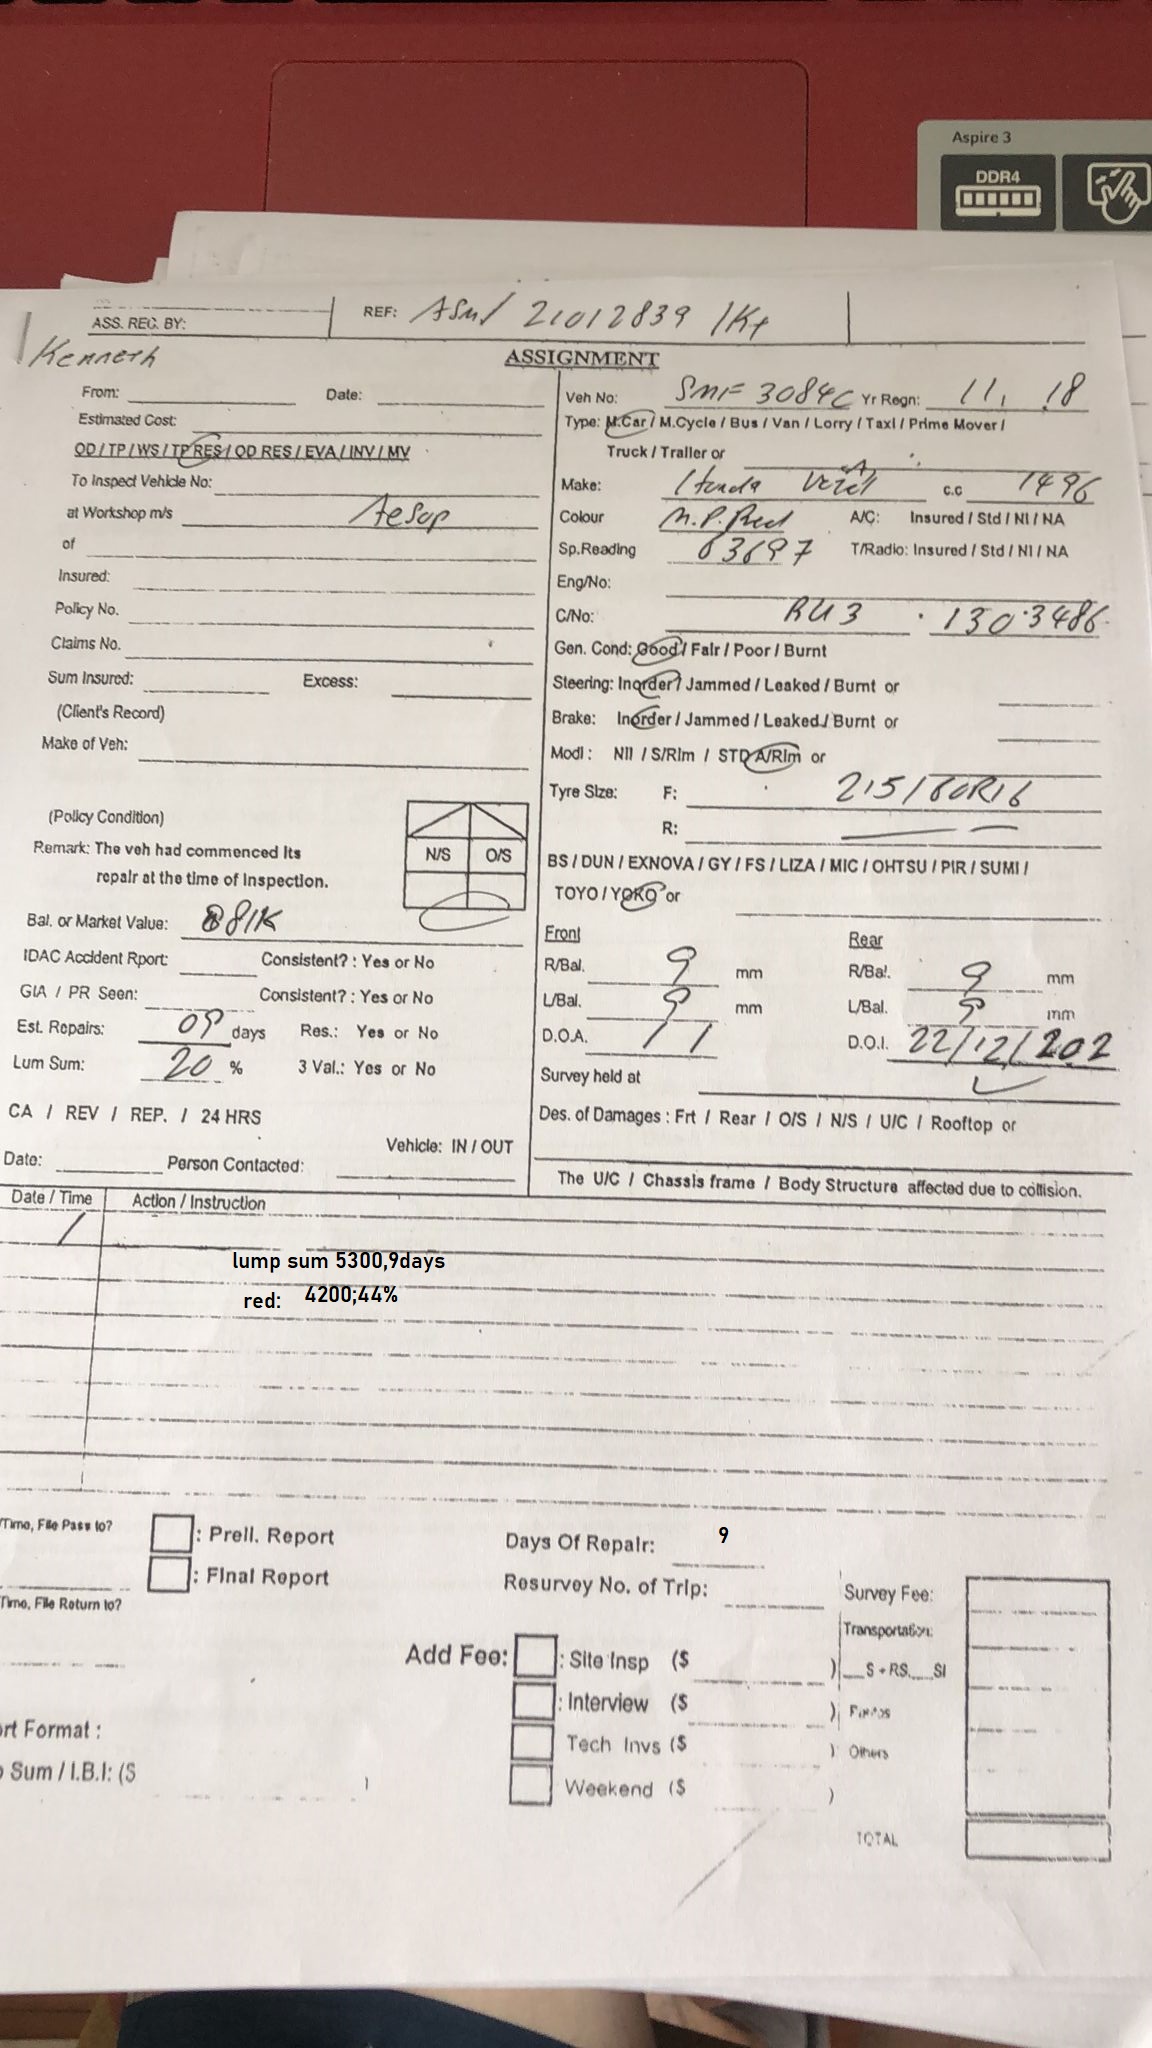 Aspire 3
DDR4
ASS. REC. BY:
REF: ASM/ 21012839 /Kt
Kenneth
ASSIGNMENT
From: Date:
Estimated Cost:
OD / TP / WS / TP RES / OD RES / EVA / INV / MV
To Inspect Vehicle No:
at Workshop m/s Aesop
of
Insured:
Policy No.
Claims No.
Sum Insured: Excess:
(Client's Record)
Make of Veh:
(Policy Condition)
Remark: The veh had commenced its
repair at the time of Inspection.
N/S O/S
Bal. or Market Value: 81K
IDAC Accident Rport: Consistent? : Yes or No
GIA / PR Seen: Consistent? : Yes or No
Est. Repairs: 09 days Res.: Yes or No
Lum Sum: 20 % 3 Val.: Yes or No
CA / REV / REP. / 24 HRS
Vehicle: IN / OUT
Date: Person Contacted:
Veh No: SMF 3084C Yr Regn: 11, 18
Type: M.Car / M.Cycle / Bus / Van / Lorry / Taxi / Prime Mover /
Truck / Trailer or
Make: Honda Vezel c.c 1496
Colour M.P.Red A/C: Insured / Std / NI / NA
Sp.Reading 63697 T/Radio: Insured / Std / NI / NA
Eng/No:
C/No: RU3 · 1303486
Gen. Cond: Good / Fair / Poor / Burnt
Steering: Inorder / Jammed / Leaked / Burnt or
Brake: Inorder / Jammed / Leaked / Burnt or
Modi : Nil / S/Rim / STD A/Rim or
Tyre Size: F: 215/60R16
R:
BS / DUN / EXNOVA / GY / FS / LIZA / MIC / OHTSU / PIR / SUMI /
TOYO / YOKO or
Front Rear
R/Bal. 9 mm R/Bal. 9 mm
L/Bal. 9 mm L/Bal. 9 mm
D.O.A. / / D.O.I. 22/12/202
Survey held at
Des. of Damages : Frt / Rear / O/S / N/S / U/C / Rooftop or
The U/C / Chassis frame / Body Structure affected due to collision.
Date / Time Action / Instruction
lump sum 5300,9days
red: 4200;44%
/Time, File Pass to?
: Preli. Report
: Final Report
Time, File Return to?
Days Of Repair: 9
Resurvey No. of Trip:
Add Fee: : Site Insp ($ )
: Interview ($ )
Tech Invs ($ )
Weekend ($ )
Survey Fee:
Transportation:
S + RS SI
Others
TOTAL
ort Format :
Sum / I.B.I: ($ )